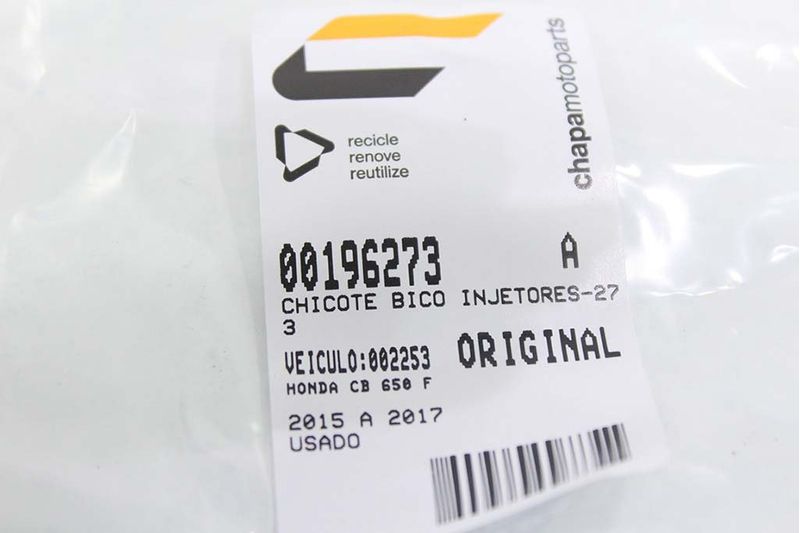 chapamotoparts
recicle
renove
reutilize
00196273 A
CHICOTE BICO INJETORES-27
3
VEICULO:002253 ORIGINAL
HONDA CB 650 F
2015 A 2017
USADO